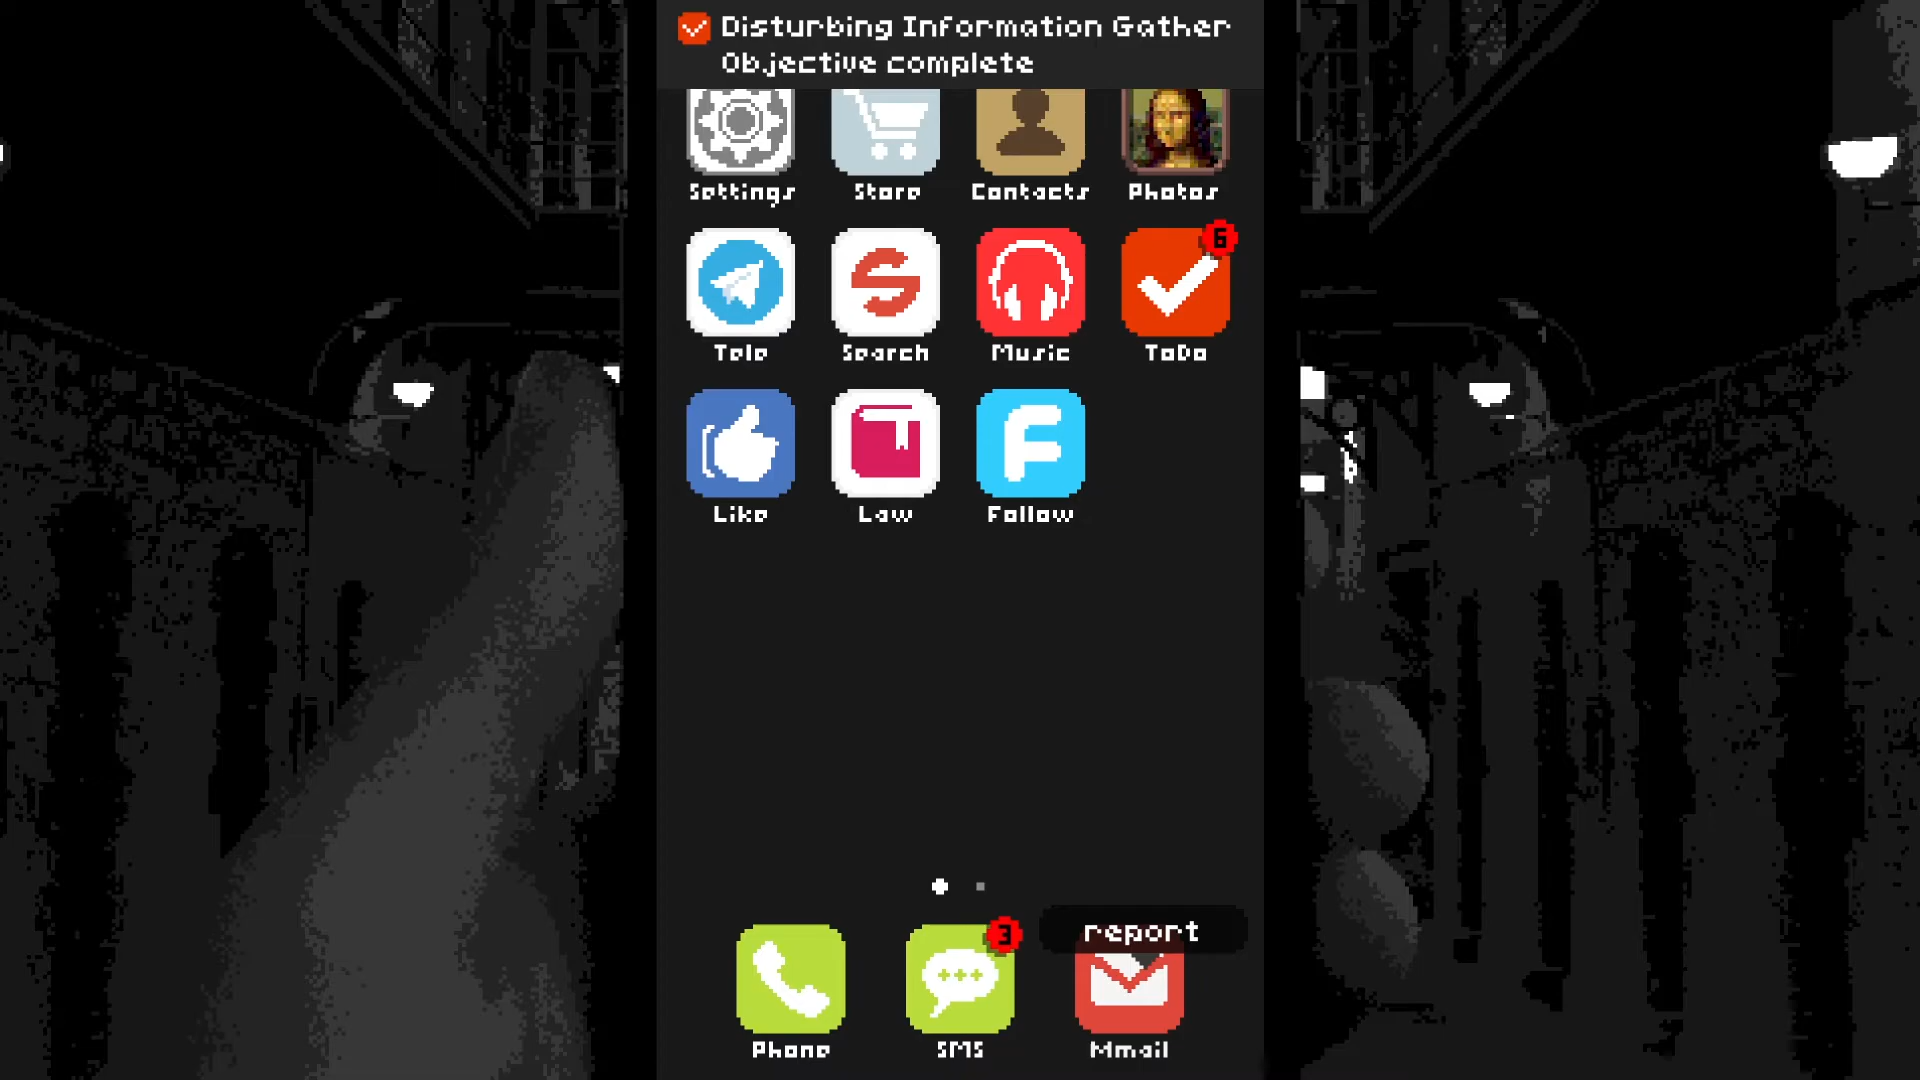 Disturbing Information Gather
Objective complete
Settings
Store
Contacts
Photos
6
Tele
Search
Music
ToDo
Like
Law
Follow
3
report
Phone
SMS
Mmail